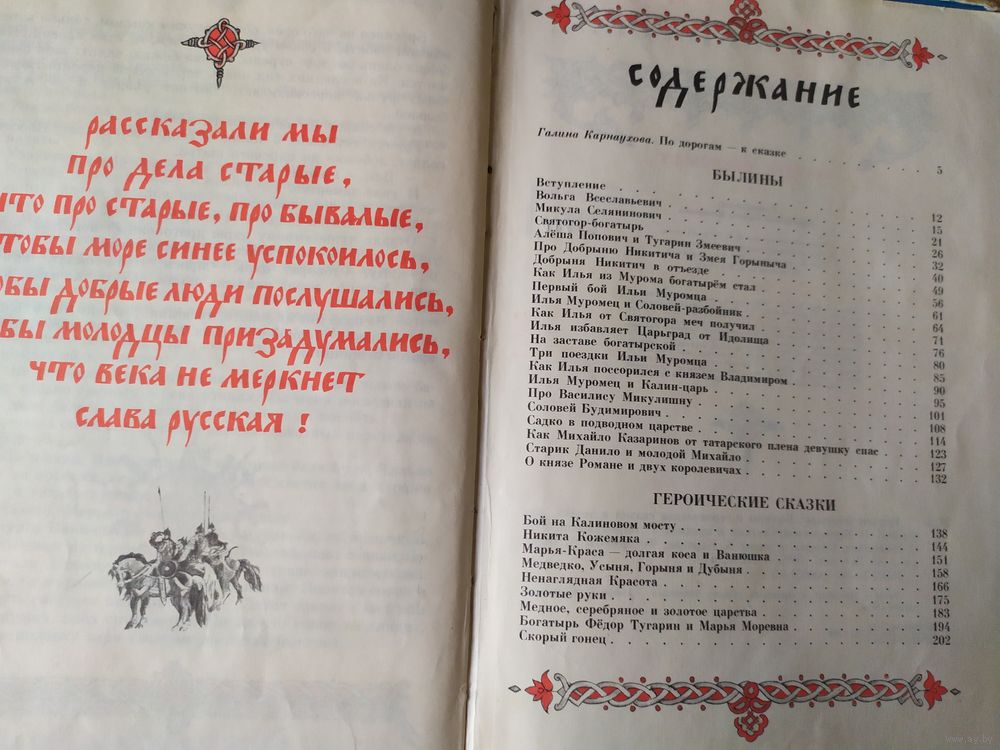 рассказали мы
про дела старые,
что про старые, про бывалые,
тобы море синее успокоилось,
обы добрые люди послушались,
бы молодцы призадумались,
что века не меркнет
слава русская !
СОДЕРЖАНИЕ
Галина Карнаухова. По дорогам — к сказке . . . . . . . 5
БЫЛИНЫ
Вступление . . . . . . . 12
Вольга Всеславьевич . . . . . . . 15
Микула Селянинович . . . . . . . 21
Святогор-богатырь . . . . . . . 26
Алёша Попович и Тугарин Змеевич . . . . . . . 32
Про Добрыню Никитича и Змея Горыныча . . . . . . . 40
Добрыня Никитич в отъезде . . . . . . . 49
Как Илья из Мурома богатырём стал . . . . . . . 56
Первый бой Ильи Муромца . . . . . . . 61
Илья Муромец и Соловей-разбойник . . . . . . . 64
Как Илья от Святогора меч получил . . . . . . . 71
Илья избавляет Царьград от Идолища . . . . . . . 76
На заставе богатырской . . . . . . . 80
Три поездки Ильи Муромца . . . . . . . 85
Как Илья поссорился с князем Владимиром . . . . . . . 90
Илья Муромец и Калин-царь . . . . . . . 95
Про Василису Микулишну . . . . . . . 101
Соловей Будимирович . . . . . . . 108
Садко в подводном царстве . . . . . . . 114
Как Михайло Казаринов от татарского плена девушку спас . . . 123
Старик Данило и молодой Михайло . . . . . . . 127
О князе Романе и двух королевичах . . . . . . . 132
ГЕРОИЧЕСКИЕ СКАЗКИ
Бой на Калиновом мосту . . . . . . . 138
Никита Кожемяка . . . . . . . 144
Марья-Краса — долгая коса и Ванюшка . . . . . . . 151
Медведко, Усыня, Горыня и Дубыня . . . . . . . 158
Ненаглядная Красота . . . . . . . 166
Золотые руки . . . . . . . 175
Медное, серебряное и золотое царства . . . . . . . 183
Богатырь Фёдор Тугарин и Марья Моревна . . . . . . . 194
Скорый гонец . . . . . . . 202
www.ay.by